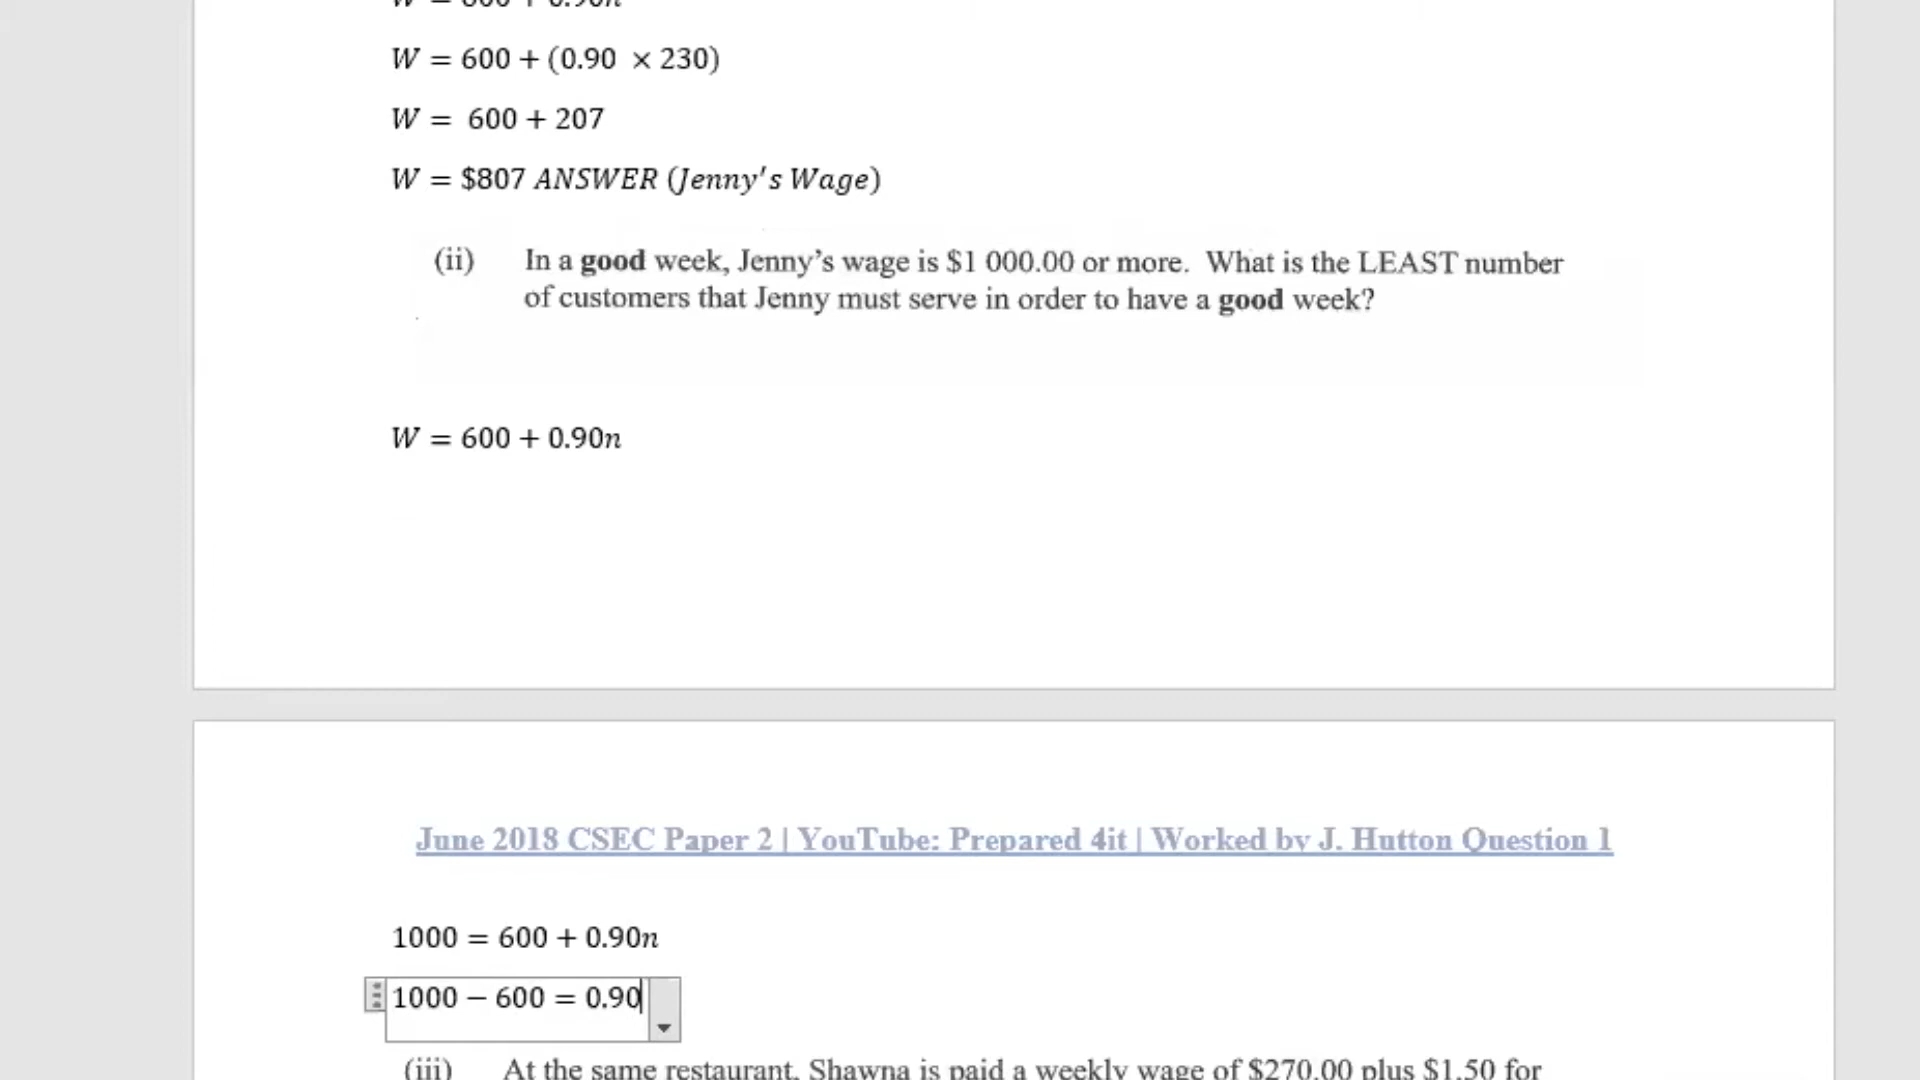 W = 600 + 0.90n
W = 600 + (0.90 × 230)
W = 600 + 207
W = $807 ANSWER (Jenny's Wage)
(ii) In a good week, Jenny's wage is $1 000.00 or more. What is the LEAST number
of customers that Jenny must serve in order to have a good week?
W = 600 + 0.90n
June 2018 CSEC Paper 2 | YouTube: Prepared 4it | Worked by J. Hutton Question 1
1000 = 600 + 0.90n
1000 − 600 = 0.90
(iii) At the same restaurant, Shawna is paid a weekly wage of $270.00 plus $1.50 for